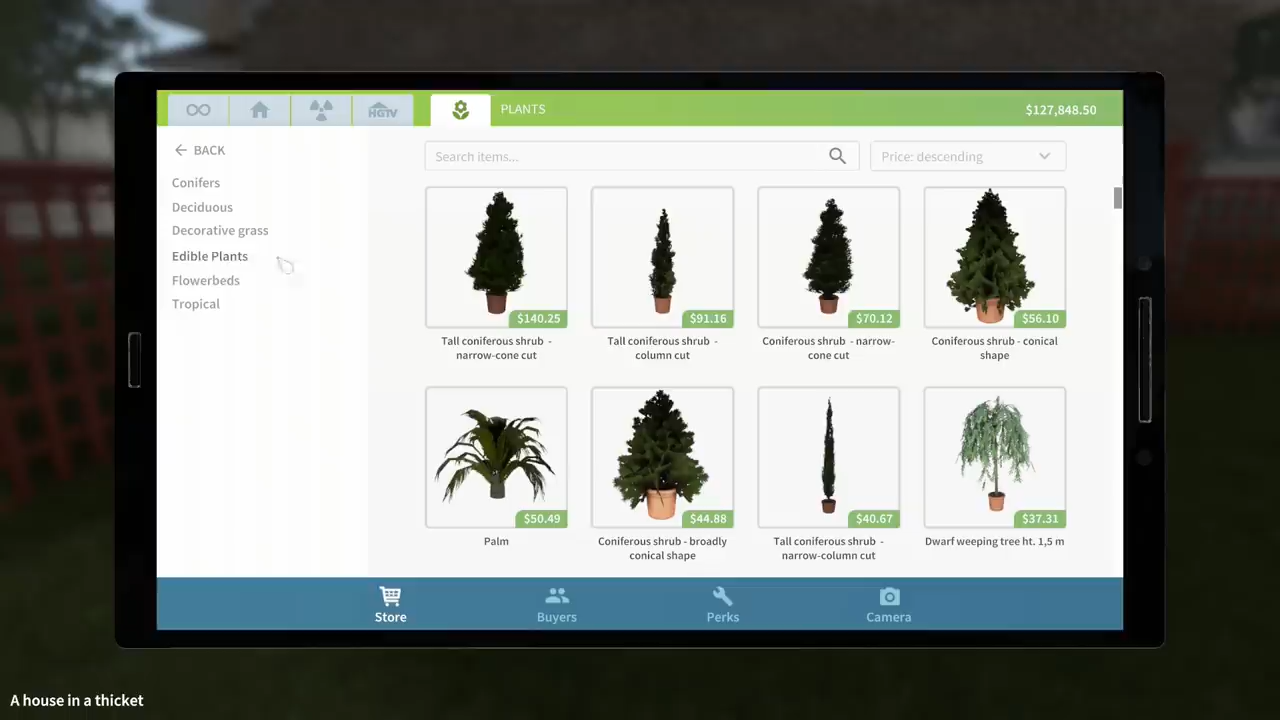 HGTV
PLANTS
$127,848.50
BACK
Conifers
Deciduous
Decorative grass
Edible Plants
Flowerbeds
Tropical
Search items...
Price: descending
$140.25
Tall coniferous shrub -
narrow-cone cut
$91.16
Tall coniferous shrub -
column cut
$70.12
Coniferous shrub - narrow-
cone cut
$56.10
Coniferous shrub - conical
shape
$50.49
Palm
$44.88
Coniferous shrub - broadly
conical shape
$40.67
Tall coniferous shrub -
narrow-column cut
$37.31
Dwarf weeping tree ht. 1,5 m
Store
Buyers
Perks
Camera
A house in a thicket